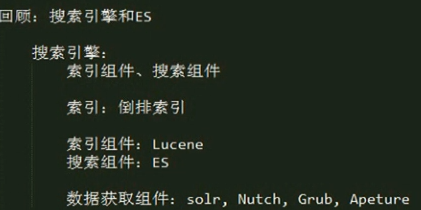 回顾：搜索引擎和ES
搜索引擎：
索引组件、搜索组件
索引：倒排索引
索引组件：Lucene
搜索组件：ES
数据获取组件：solr, Nutch, Grub, Apeture